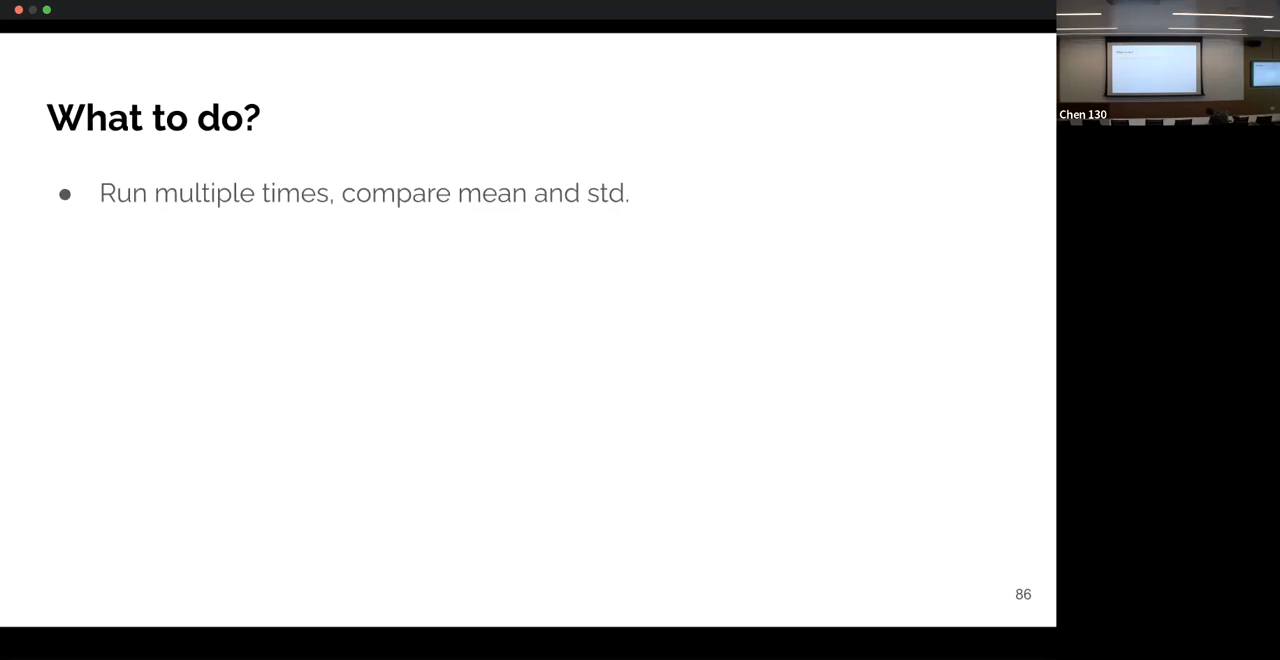 What to do?
● Run multiple times, compare mean and std.
86
Chen 130